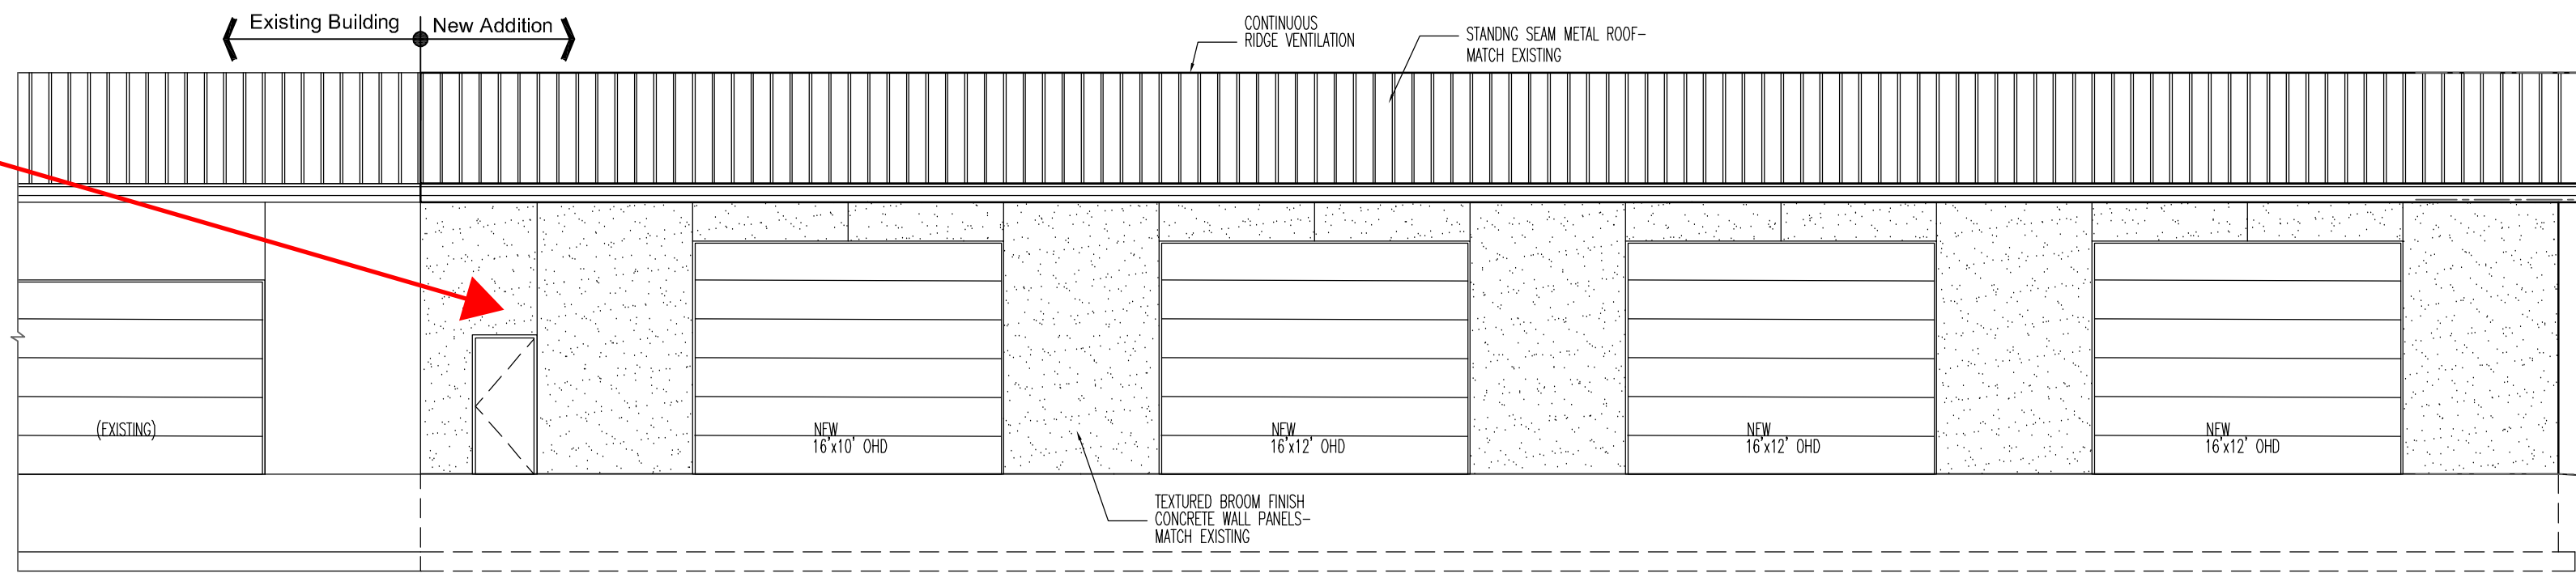 Existing Building
New Addition
CONTINUOUS
RIDGE VENTILATION
STANDNG SEAM METAL ROOF-
MATCH EXISTING
(EXISTING)
NEW
16'x10' OHD
NEW
16'x12' OHD
NEW
16'x12' OHD
NEW
16'x12' OHD
TEXTURED BROOM FINISH
CONCRETE WALL PANELS-
MATCH EXISTING